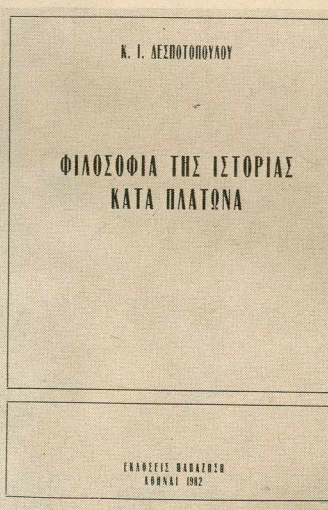 Κ. Ι. ΔΕΣΠΟΤΟΠΟΥΛΟΥ
ΦΙΛΟΣΟΦΙΑ ΤΗΣ ΙΣΤΟΡΙΑΣ
ΚΑΤΑ ΠΛΑΤΩΝΑ
ΕΚΔΟΣΕΙΣ ΠΑΠΑΖΗΣΗ
ΑΘΗΝΑΙ 1982